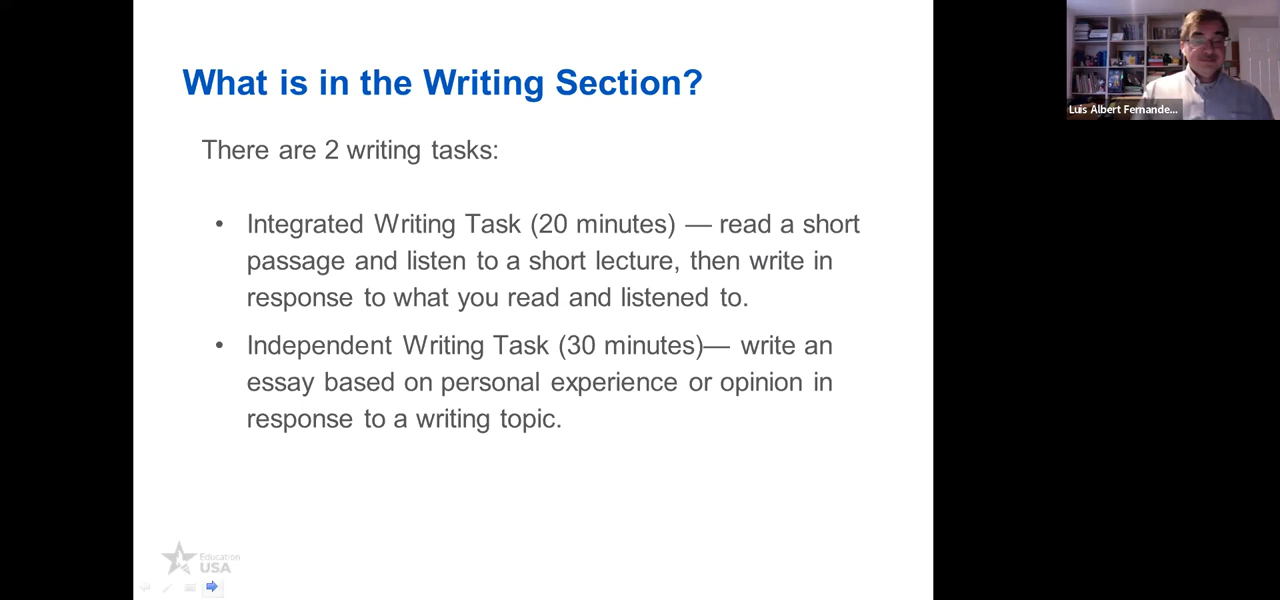 What is in the Writing Section?
There are 2 writing tasks:
• Integrated Writing Task (20 minutes) — read a short
passage and listen to a short lecture, then write in
response to what you read and listened to.
• Independent Writing Task (30 minutes)— write an
essay based on personal experience or opinion in
response to a writing topic.
Education
USA
Luis Albert Fernande...